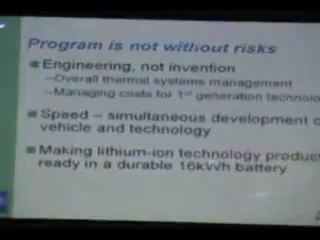 Program is not without risks
Engineering, not invention
–Overall thermal systems management
–Managing costs for 1st generation technolo
Speed – simultaneous development o
vehicle and technology
Making lithium-ion technology produc
ready in a durable 16kWh battery